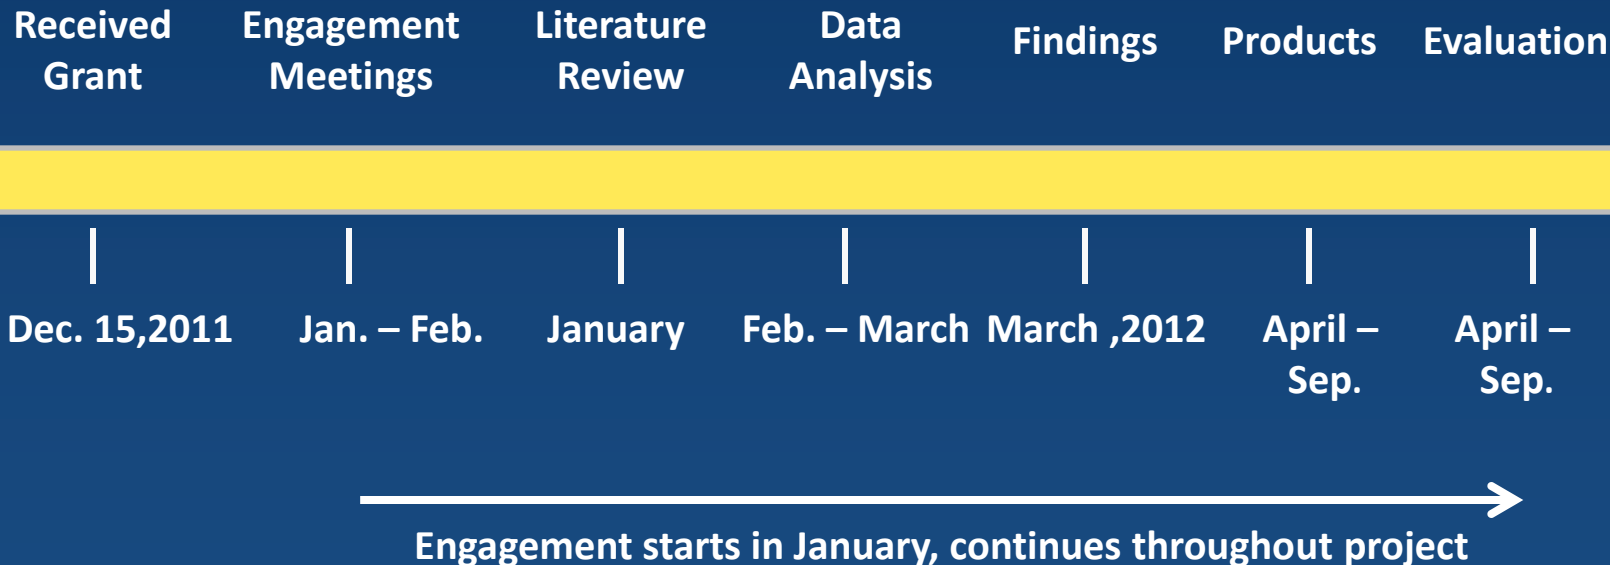 Received
Grant
Engagement
Meetings
Literature
Review
Data
Analysis
Findings
Products
Evaluation
Dec. 15,2011
Jan. – Feb.
January
Feb. – March
March ,2012
April –
Sep.
April –
Sep.
Engagement starts in January, continues throughout project